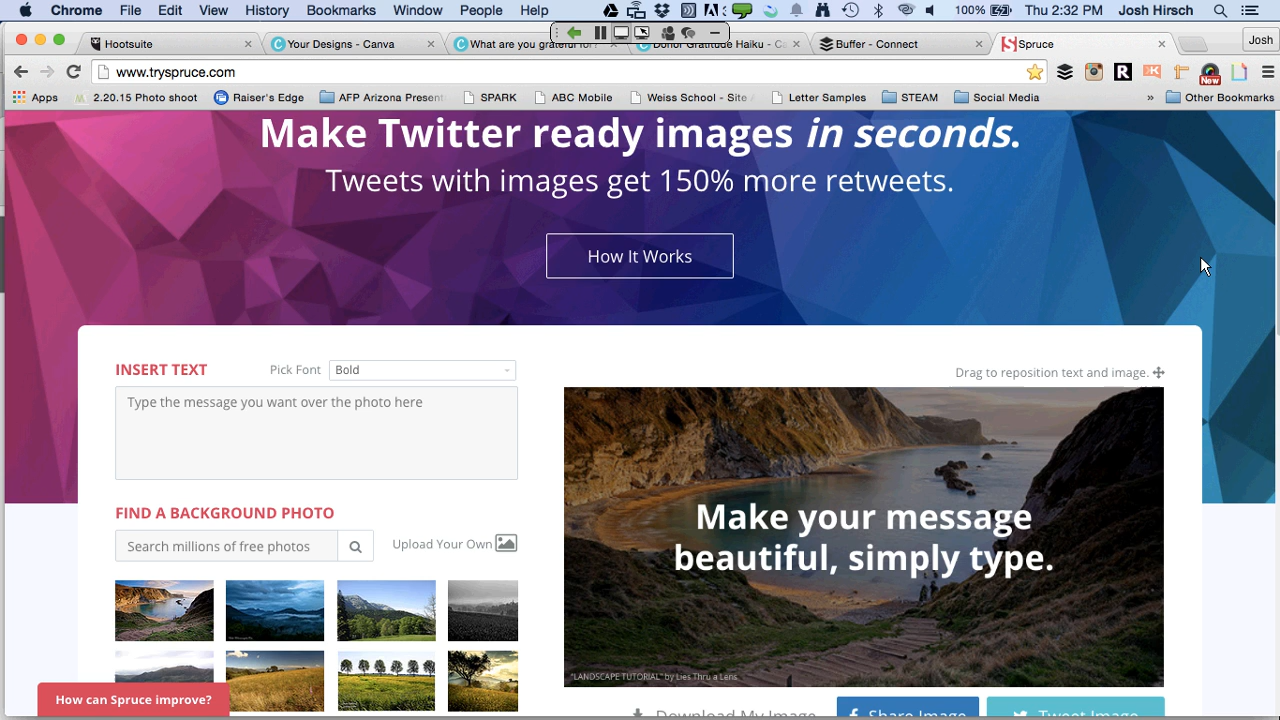 Chrome File Edit View History Bookmarks Window People Help 100% Thu 2:32 PM Josh Hirsch
Hootsuite
Your Designs - Canva
What are you grateful for? -
Donor Gratitude Haiku - Ca
Buffer - Connect
Spruce
Josh
www.tryspruce.com
New
Apps 2.20.15 Photo shoot Raiser's Edge AFP Arizona Present SPARK ABC Mobile Weiss School - Site Letter Samples STEAM Social Media » Other Bookmarks
Make Twitter ready images in seconds.
Tweets with images get 150% more retweets.
How It Works
INSERT TEXT Pick Font Bold
Type the message you want over the photo here
FIND A BACKGROUND PHOTO
Search millions of free photos Upload Your Own
How can Spruce improve?
Drag to reposition text and image.
Make your message
beautiful, simply type.
"LANDSCAPE TUTORIAL" by Lies Thru a Lens
Download My Image Share Image Tweet Image